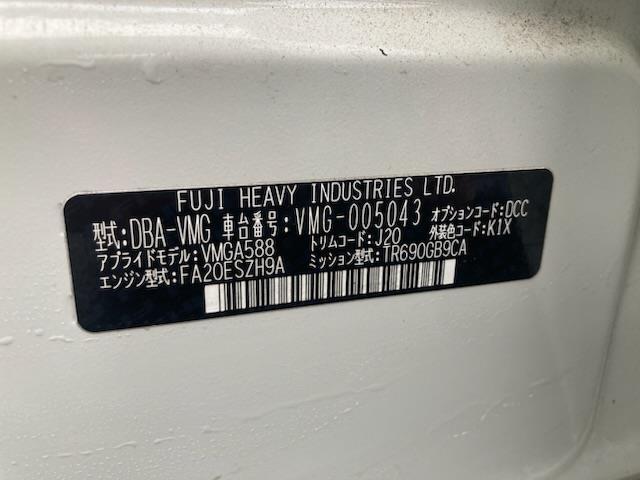 FUJI HEAVY INDUSTRIES LTD.
型式:DBA-VMG 車台番号:VMG-005043 オプションコード:DCC
アプライドモデル:VMGA588 トリムコード:J20 外装色コード:K1X
エンジン型式:FA20ESZH9A ミッション型式:TR690GB9CA